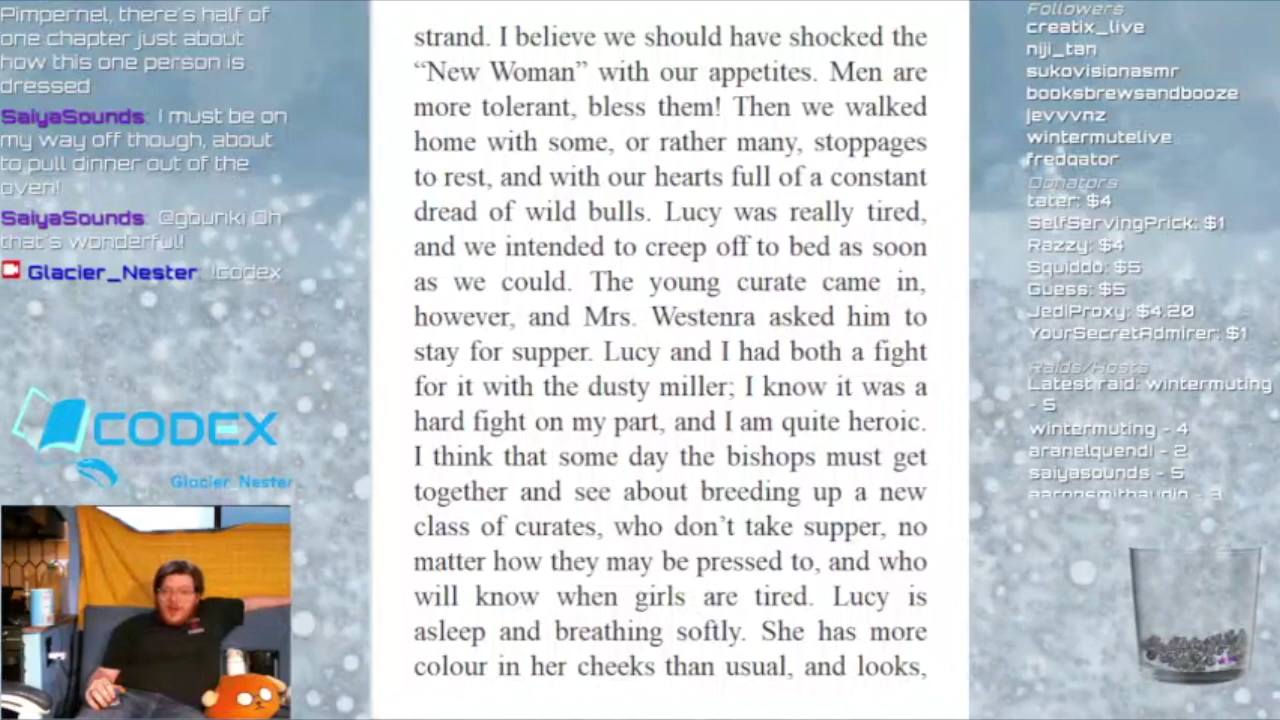 Pimpernel, there's half of
one chapter just about
how this one person is
dressed
SaiyaSounds: I must be on
my way off though, about
to pull dinner out of the
oven!
SaiyaSounds: @gounki Oh
that's wonderful!
Glacier_Nester: !codex
CODEX
Glacier_Nester
strand. I believe we should have shocked the
“New Woman” with our appetites. Men are
more tolerant, bless them! Then we walked
home with some, or rather many, stoppages
to rest, and with our hearts full of a constant
dread of wild bulls. Lucy was really tired,
and we intended to creep off to bed as soon
as we could. The young curate came in,
however, and Mrs. Westenra asked him to
stay for supper. Lucy and I had both a fight
for it with the dusty miller; I know it was a
hard fight on my part, and I am quite heroic.
I think that some day the bishops must get
together and see about breeding up a new
class of curates, who don’t take supper, no
matter how they may be pressed to, and who
will know when girls are tired. Lucy is
asleep and breathing softly. She has more
colour in her cheeks than usual, and looks,
Followers
creatix_live
niji_tan
sukovisionasmr
booksbrewsandbooze
jevvvnz
wintermutelive
fredgator
Donators
tater: $4
SelfServingPrick: $1
Razzy: $4
Squiddo: $5
Guess: $5
JediProxy: $4.20
YourSecretAdmirer: $1
Raids/Hosts
Latest raid: wintermuting
- 5
wintermuting - 4
aranelquendi - 2
saiyasounds - 5